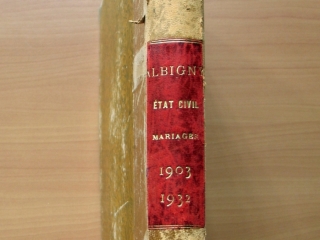 ALBIGNY
ÉTAT CIVIL
MARIAGES
1903
1932